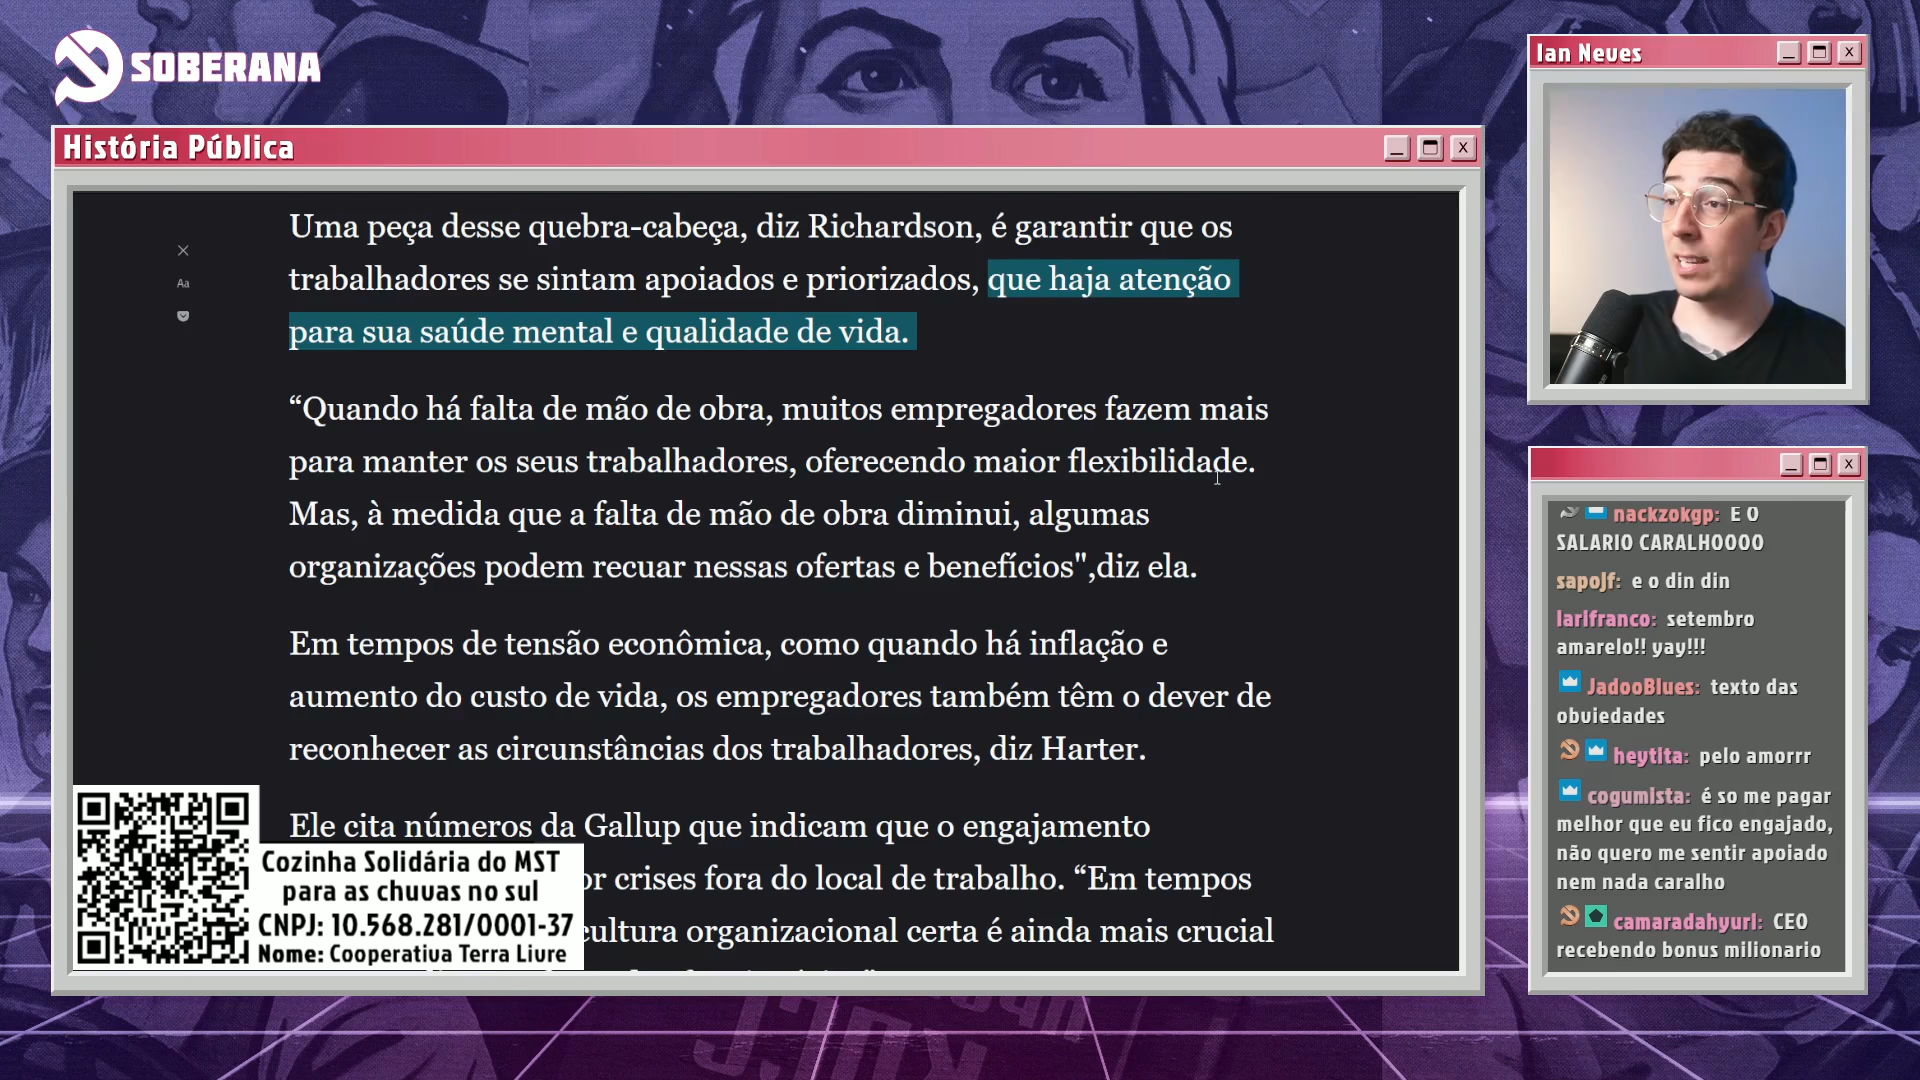 SOBERANA
História Pública
Uma peça desse quebra-cabeça, diz Richardson, é garantir que os
trabalhadores se sintam apoiados e priorizados, que haja atenção
para sua saúde mental e qualidade de vida.
“Quando há falta de mão de obra, muitos empregadores fazem mais
para manter os seus trabalhadores, oferecendo maior flexibilidade.
Mas, à medida que a falta de mão de obra diminui, algumas
organizações podem recuar nessas ofertas e benefícios",diz ela.
Em tempos de tensão econômica, como quando há inflação e
aumento do custo de vida, os empregadores também têm o dever de
reconhecer as circunstâncias dos trabalhadores, diz Harter.
Ele cita números da Gallup que indicam que o engajamento
or crises fora do local de trabalho. “Em tempos
cultura organizacional certa é ainda mais crucial
Aa
Cozinha Solidária do MST
para as chuvas no sul
CNPJ: 10.568.281/0001-37
Nome: Cooperativa Terra Livre
Ian Neves
nackzokgp: E O
SALARIO CARALHOOOO
sapojf: e o din din
larifranco: setembro
amarelo!! yay!!!
JadooBlues: texto das
obviedades
heytita: pelo amorrr
cogumista: é so me pagar
melhor que eu fico engajado,
não quero me sentir apoiado
nem nada caralho
camaradahyuri: CEO
recebendo bonus milionario